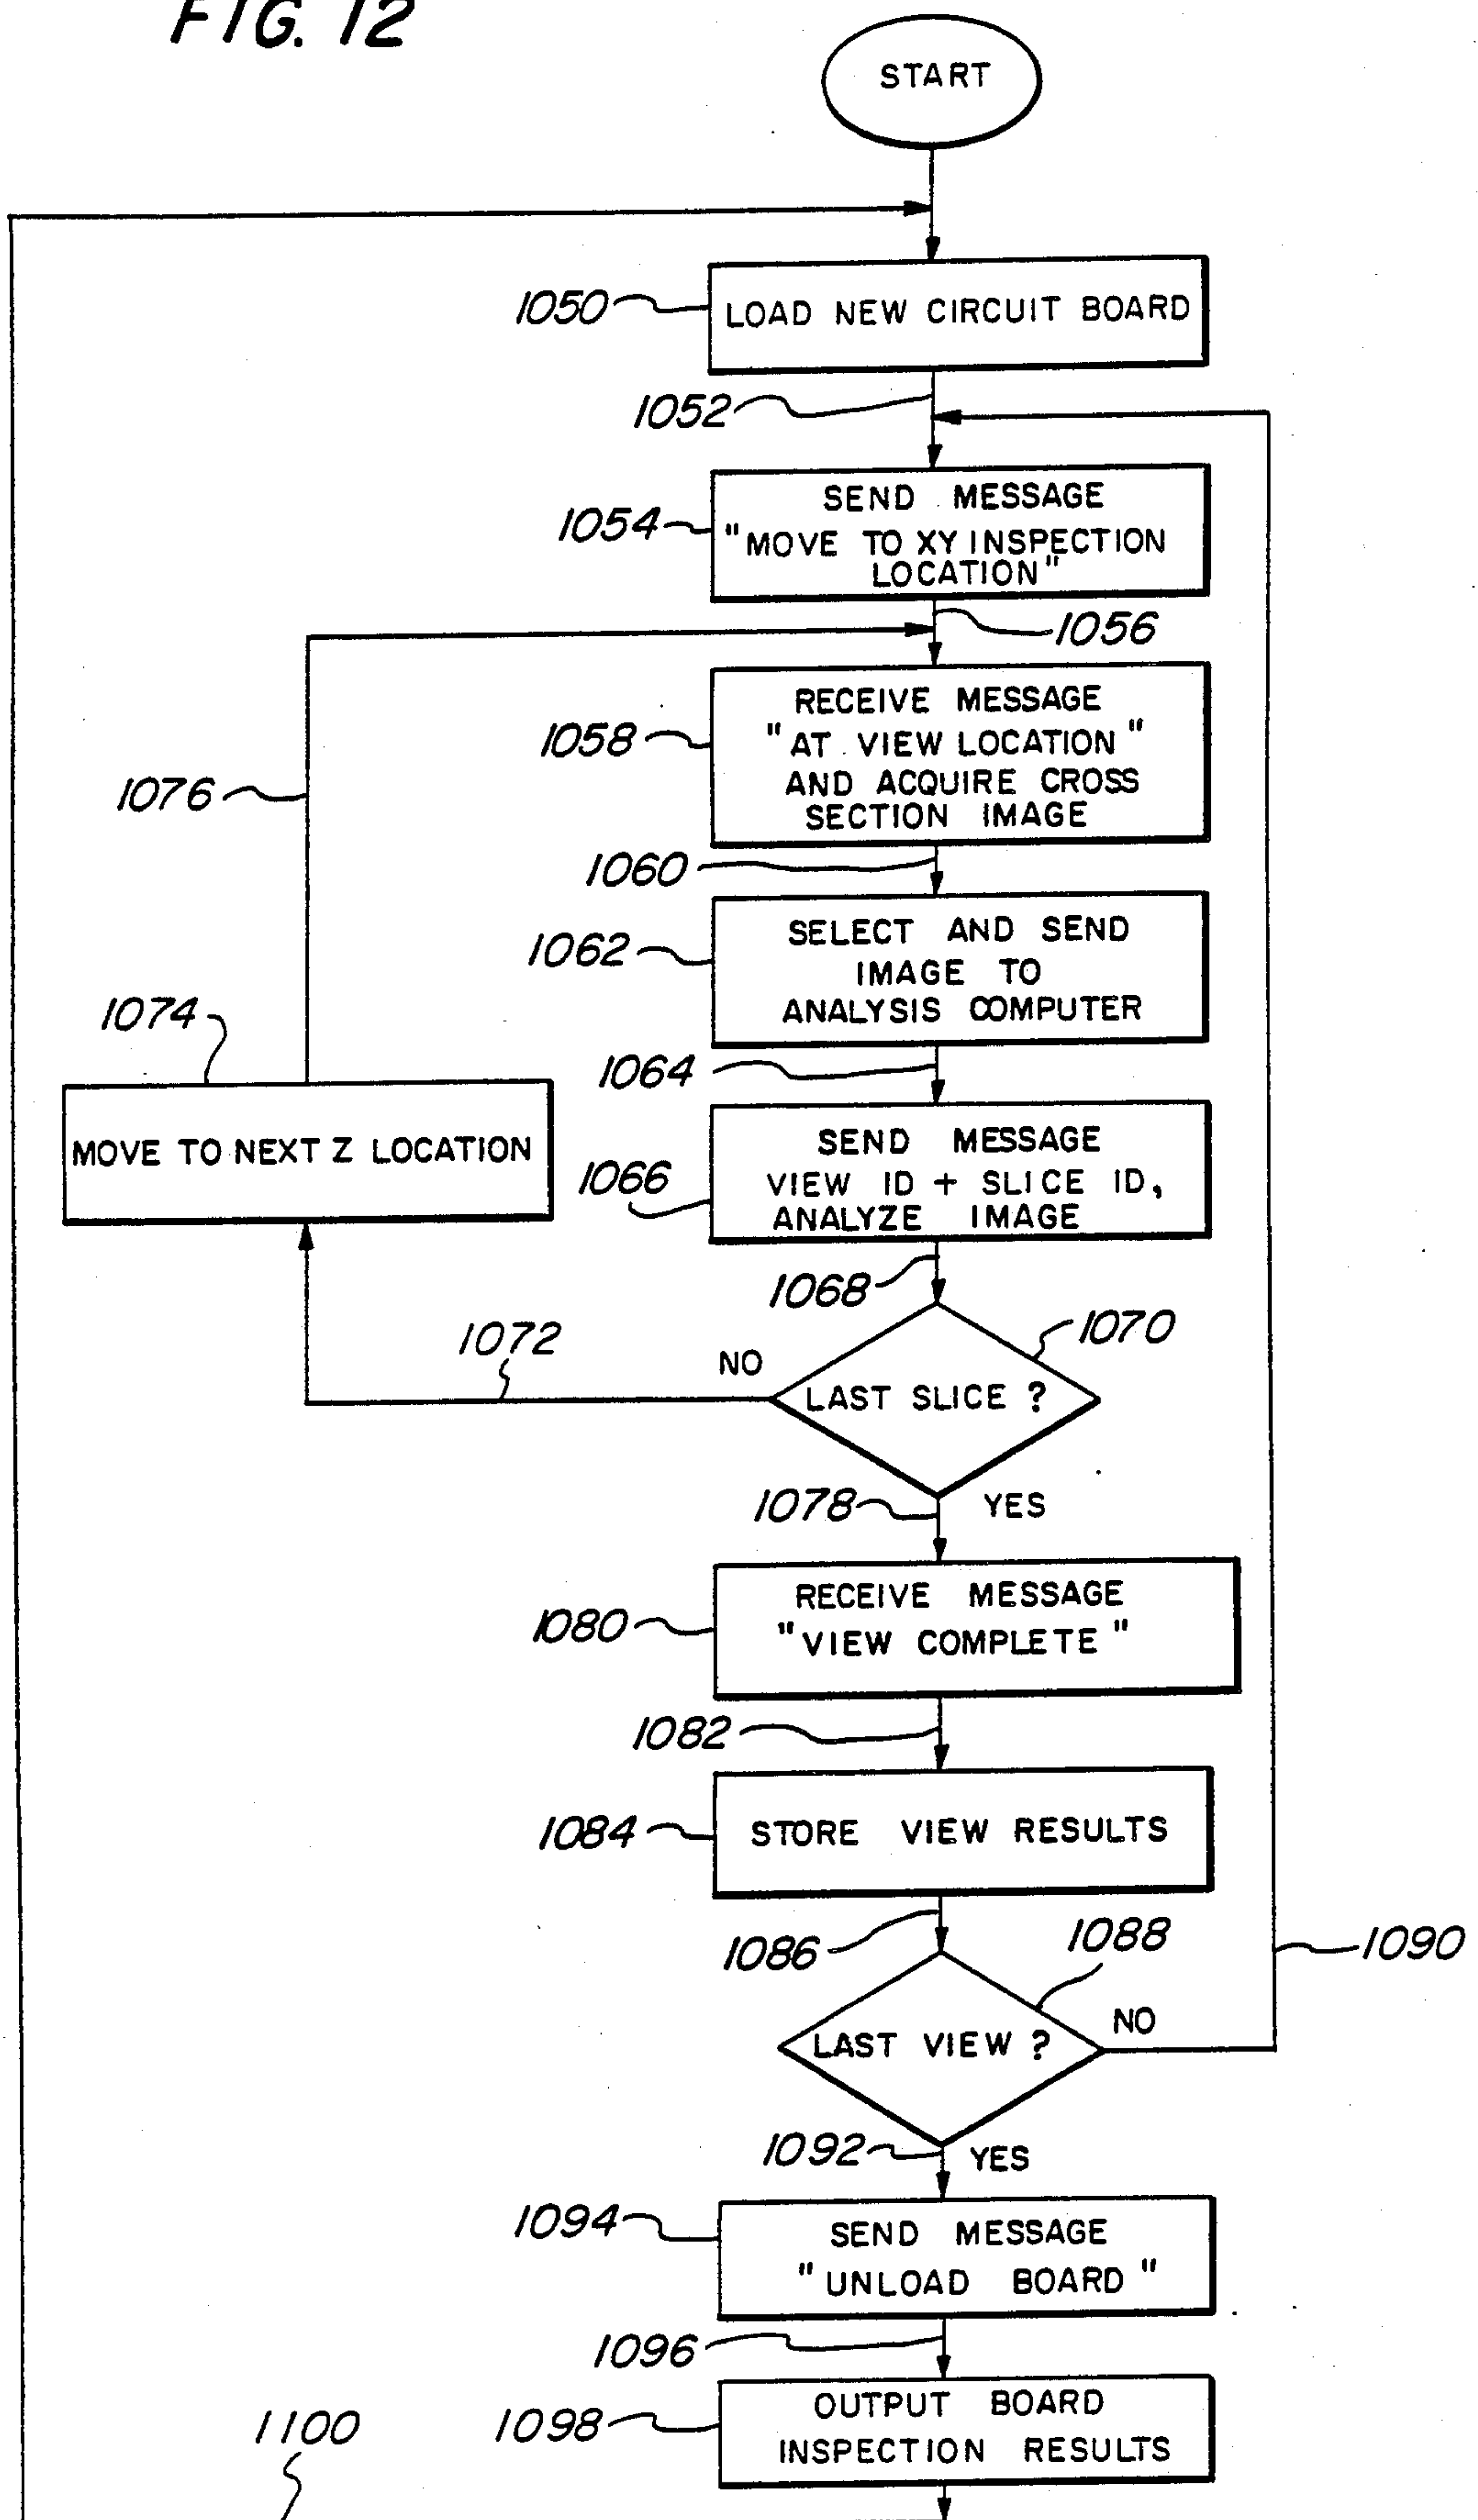 FIG. 12
START
1050
LOAD NEW CIRCUIT BOARD
1052
1054
SEND MESSAGE
"MOVE TO XY INSPECTION
LOCATION"
1056
1058
RECEIVE MESSAGE
"AT VIEW LOCATION"
AND ACQUIRE CROSS
SECTION IMAGE
1076
1060
1062
SELECT AND SEND
IMAGE TO
ANALYSIS COMPUTER
1074
1064
MOVE TO NEXT Z LOCATION
1066
SEND MESSAGE
VIEW ID + SLICE ID,
ANALYZE IMAGE
1068
1070
1072
NO
LAST SLICE ?
1078
YES
1080
RECEIVE MESSAGE
"VIEW COMPLETE"
1082
1084
STORE VIEW RESULTS
1086
1088
1090
LAST VIEW ?
NO
1092
YES
1094
SEND MESSAGE
"UNLOAD BOARD"
1096
1098
OUTPUT BOARD
INSPECTION RESULTS
1100